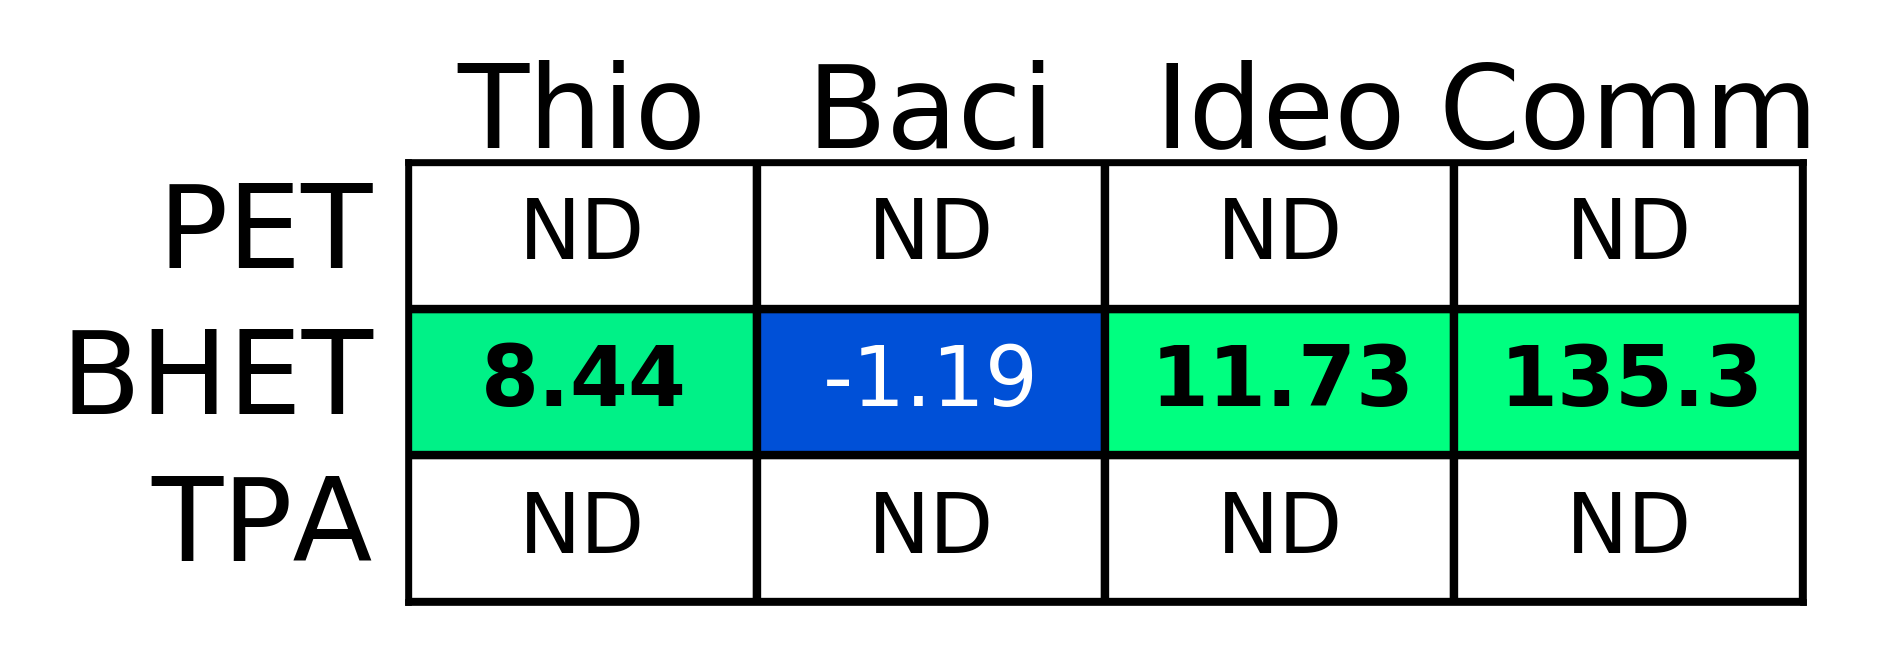 Thio Baci Ideo Comm
PET ND ND ND ND
BHET 8.44 -1.19 11.73 135.3
TPA ND ND ND ND